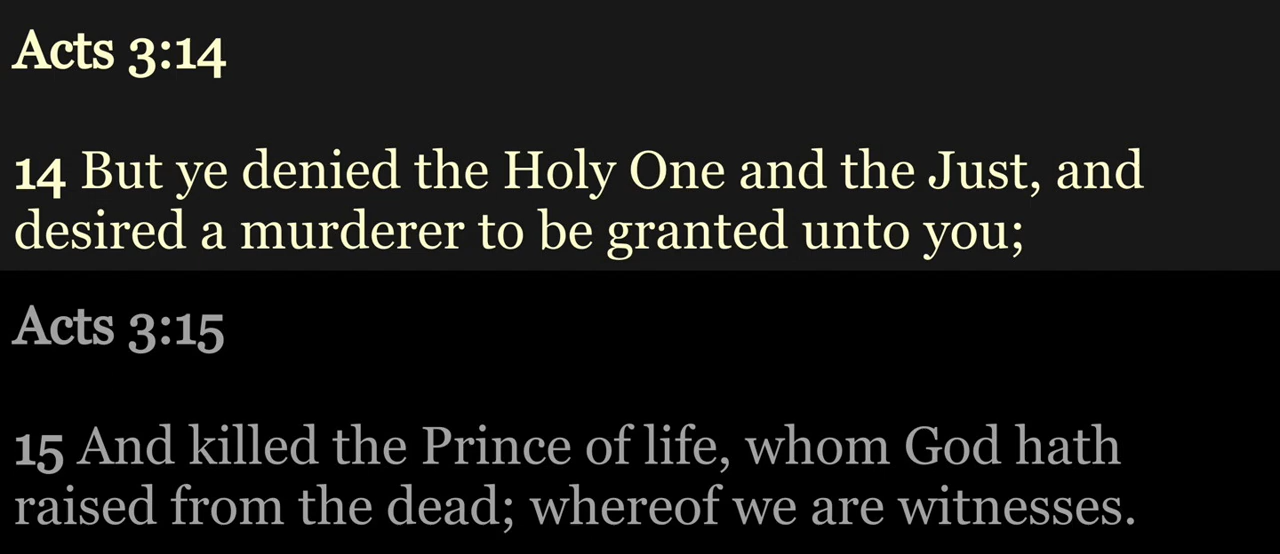 Acts 3:14
14 But ye denied the Holy One and the Just, and
desired a murderer to be granted unto you;
Acts 3:15
15 And killed the Prince of life, whom God hath
raised from the dead; whereof we are witnesses.